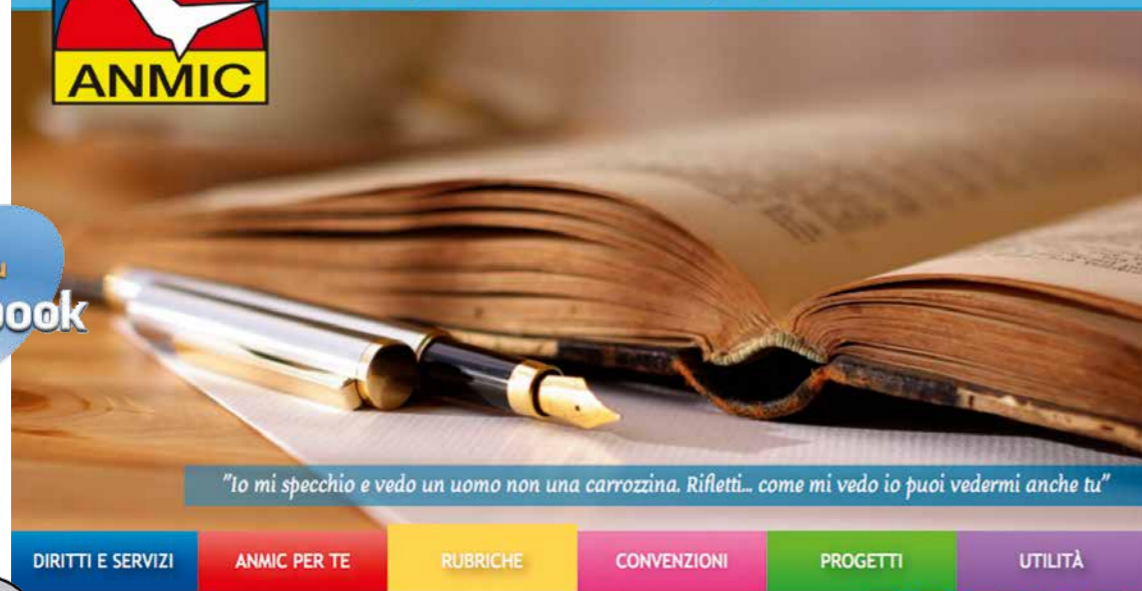 ANMIC
"Io mi specchio e vedo un uomo non una carrozzina. Rifletti... come mi vedo io puoi vedermi anche tu"
DIRITTI E SERVIZI
ANMIC PER TE
RUBRICHE
CONVENZIONI
PROGETTI
UTILITÀ